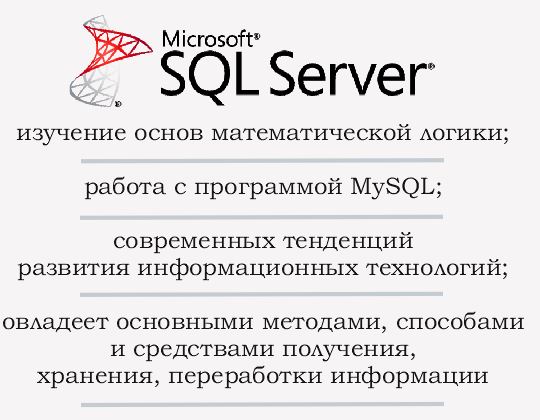 Microsoft®
SQL Server®
®
изучение основ математической логики;
работа с программой MySQL;
современных тенденций
развития информационных технологий;
овладеет основными методами, способами
и средствами получения,
хранения, переработки информации